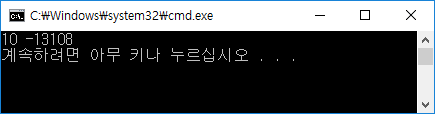 C:\Windows\system32\cmd.exe
10 -13108
계속하려면 아무 키나 누르십시오 . . .